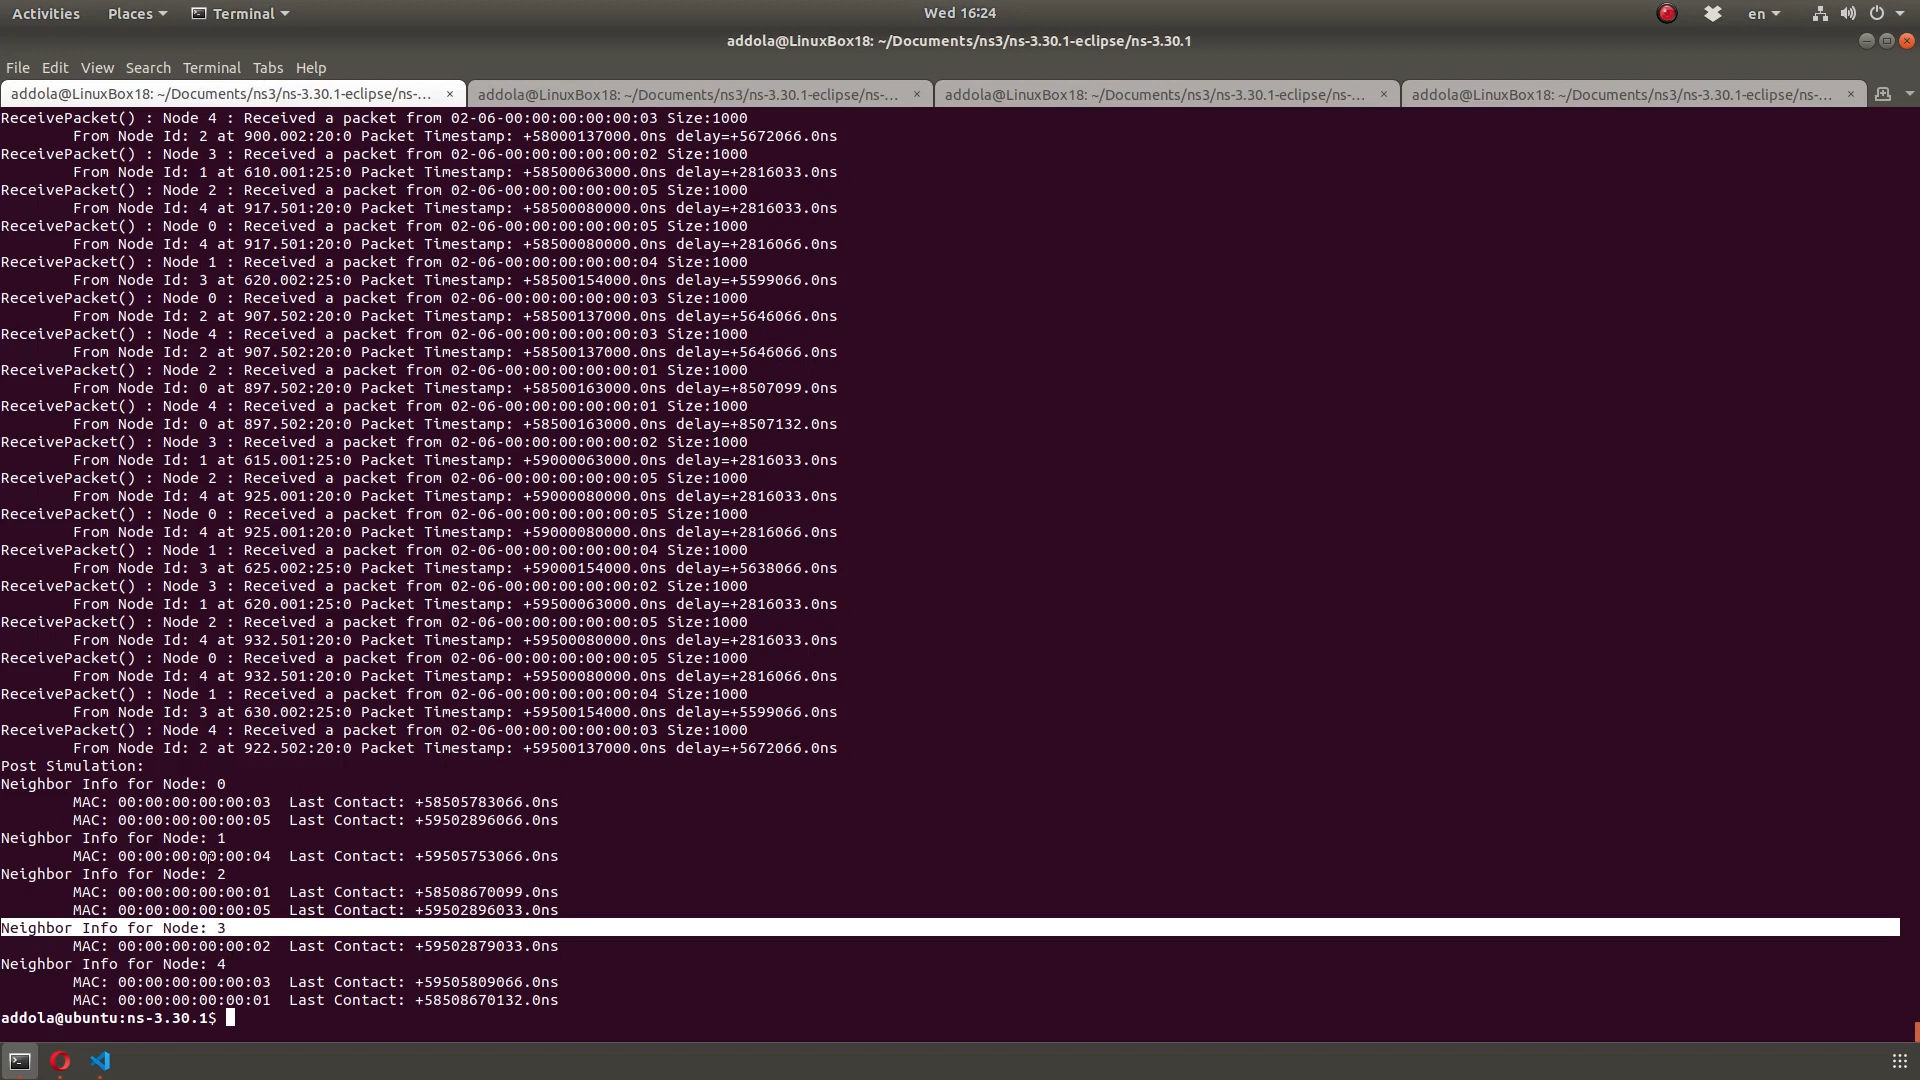 Activities Places Terminal Wed 16:24 en
addola@LinuxBox18: ~/Documents/ns3/ns-3.30.1-eclipse/ns-3.30.1
File Edit View Search Terminal Tabs Help
addola@LinuxBox18: ~/Documents/ns3/ns-3.30.1-eclipse/ns-... × addola@LinuxBox18: ~/Documents/ns3/ns-3.30.1-eclipse/ns-... × addola@LinuxBox18: ~/Documents/ns3/ns-3.30.1-eclipse/ns-... × addola@LinuxBox18: ~/Documents/ns3/ns-3.30.1-eclipse/ns-... ×
ReceivePacket() : Node 4 : Received a packet from 02-06-00:00:00:00:00:03 Size:1000
From Node Id: 2 at 900.002:20:0 Packet Timestamp: +58000137000.0ns delay=+5672066.0ns
ReceivePacket() : Node 3 : Received a packet from 02-06-00:00:00:00:00:02 Size:1000
From Node Id: 1 at 610.001:25:0 Packet Timestamp: +58500063000.0ns delay=+2816033.0ns
ReceivePacket() : Node 2 : Received a packet from 02-06-00:00:00:00:00:05 Size:1000
From Node Id: 4 at 917.501:20:0 Packet Timestamp: +58500080000.0ns delay=+2816033.0ns
ReceivePacket() : Node 0 : Received a packet from 02-06-00:00:00:00:00:05 Size:1000
From Node Id: 4 at 917.501:20:0 Packet Timestamp: +58500080000.0ns delay=+2816066.0ns
ReceivePacket() : Node 1 : Received a packet from 02-06-00:00:00:00:00:04 Size:1000
From Node Id: 3 at 620.002:25:0 Packet Timestamp: +58500154000.0ns delay=+5599066.0ns
ReceivePacket() : Node 0 : Received a packet from 02-06-00:00:00:00:00:03 Size:1000
From Node Id: 2 at 907.502:20:0 Packet Timestamp: +58500137000.0ns delay=+5646066.0ns
ReceivePacket() : Node 4 : Received a packet from 02-06-00:00:00:00:00:03 Size:1000
From Node Id: 2 at 907.502:20:0 Packet Timestamp: +58500137000.0ns delay=+5646066.0ns
ReceivePacket() : Node 2 : Received a packet from 02-06-00:00:00:00:00:01 Size:1000
From Node Id: 0 at 897.502:20:0 Packet Timestamp: +58500163000.0ns delay=+8507099.0ns
ReceivePacket() : Node 4 : Received a packet from 02-06-00:00:00:00:00:01 Size:1000
From Node Id: 0 at 897.502:20:0 Packet Timestamp: +58500163000.0ns delay=+8507132.0ns
ReceivePacket() : Node 3 : Received a packet from 02-06-00:00:00:00:00:02 Size:1000
From Node Id: 1 at 615.001:25:0 Packet Timestamp: +59000063000.0ns delay=+2816033.0ns
ReceivePacket() : Node 2 : Received a packet from 02-06-00:00:00:00:00:05 Size:1000
From Node Id: 4 at 925.001:20:0 Packet Timestamp: +59000080000.0ns delay=+2816033.0ns
ReceivePacket() : Node 0 : Received a packet from 02-06-00:00:00:00:00:05 Size:1000
From Node Id: 4 at 925.001:20:0 Packet Timestamp: +59000080000.0ns delay=+2816066.0ns
ReceivePacket() : Node 1 : Received a packet from 02-06-00:00:00:00:00:04 Size:1000
From Node Id: 3 at 625.002:25:0 Packet Timestamp: +59000154000.0ns delay=+5638066.0ns
ReceivePacket() : Node 3 : Received a packet from 02-06-00:00:00:00:00:02 Size:1000
From Node Id: 1 at 620.001:25:0 Packet Timestamp: +59500063000.0ns delay=+2816033.0ns
ReceivePacket() : Node 2 : Received a packet from 02-06-00:00:00:00:00:05 Size:1000
From Node Id: 4 at 932.501:20:0 Packet Timestamp: +59500080000.0ns delay=+2816033.0ns
ReceivePacket() : Node 0 : Received a packet from 02-06-00:00:00:00:00:05 Size:1000
From Node Id: 4 at 932.501:20:0 Packet Timestamp: +59500080000.0ns delay=+2816066.0ns
ReceivePacket() : Node 1 : Received a packet from 02-06-00:00:00:00:00:04 Size:1000
From Node Id: 3 at 630.002:25:0 Packet Timestamp: +59500154000.0ns delay=+5599066.0ns
ReceivePacket() : Node 4 : Received a packet from 02-06-00:00:00:00:00:03 Size:1000
From Node Id: 2 at 922.502:20:0 Packet Timestamp: +59500137000.0ns delay=+5672066.0ns
Post Simulation:
Neighbor Info for Node: 0
MAC: 00:00:00:00:00:03 Last Contact: +58505783066.0ns
MAC: 00:00:00:00:00:05 Last Contact: +59502896066.0ns
Neighbor Info for Node: 1
MAC: 00:00:00:00:00:04 Last Contact: +59505753066.0ns
Neighbor Info for Node: 2
MAC: 00:00:00:00:00:01 Last Contact: +58508670099.0ns
MAC: 00:00:00:00:00:05 Last Contact: +59502896033.0ns
Neighbor Info for Node: 3
MAC: 00:00:00:00:00:02 Last Contact: +59502879033.0ns
Neighbor Info for Node: 4
MAC: 00:00:00:00:00:03 Last Contact: +59505809066.0ns
MAC: 00:00:00:00:00:01 Last Contact: +58508670132.0ns
addola@ubuntu:ns-3.30.1$